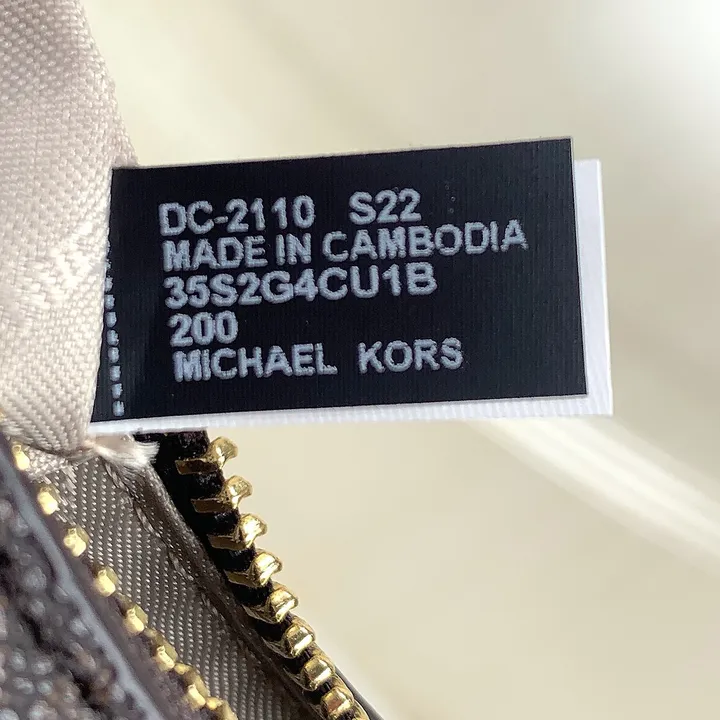 DC-2110 S22
MADE IN CAMBODIA
35S2G4CU1B
200
MICHAEL KORS